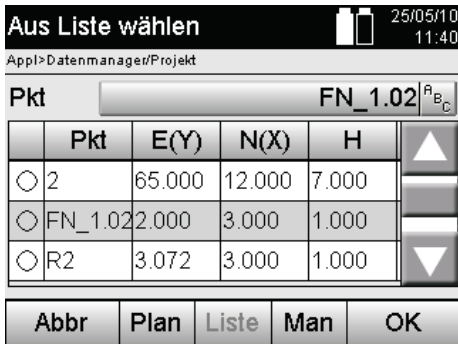 Aus Liste wählen
25/05/10
11:40
Appl>Datenmanager/Projekt
Pkt FN_1.02 ABC
Pkt E(Y) N(X) H
2 65.000 12.000 7.000
FN_1.02 2.000 3.000 1.000
R2 3.072 3.000 1.000
Abbr Plan Liste Man OK